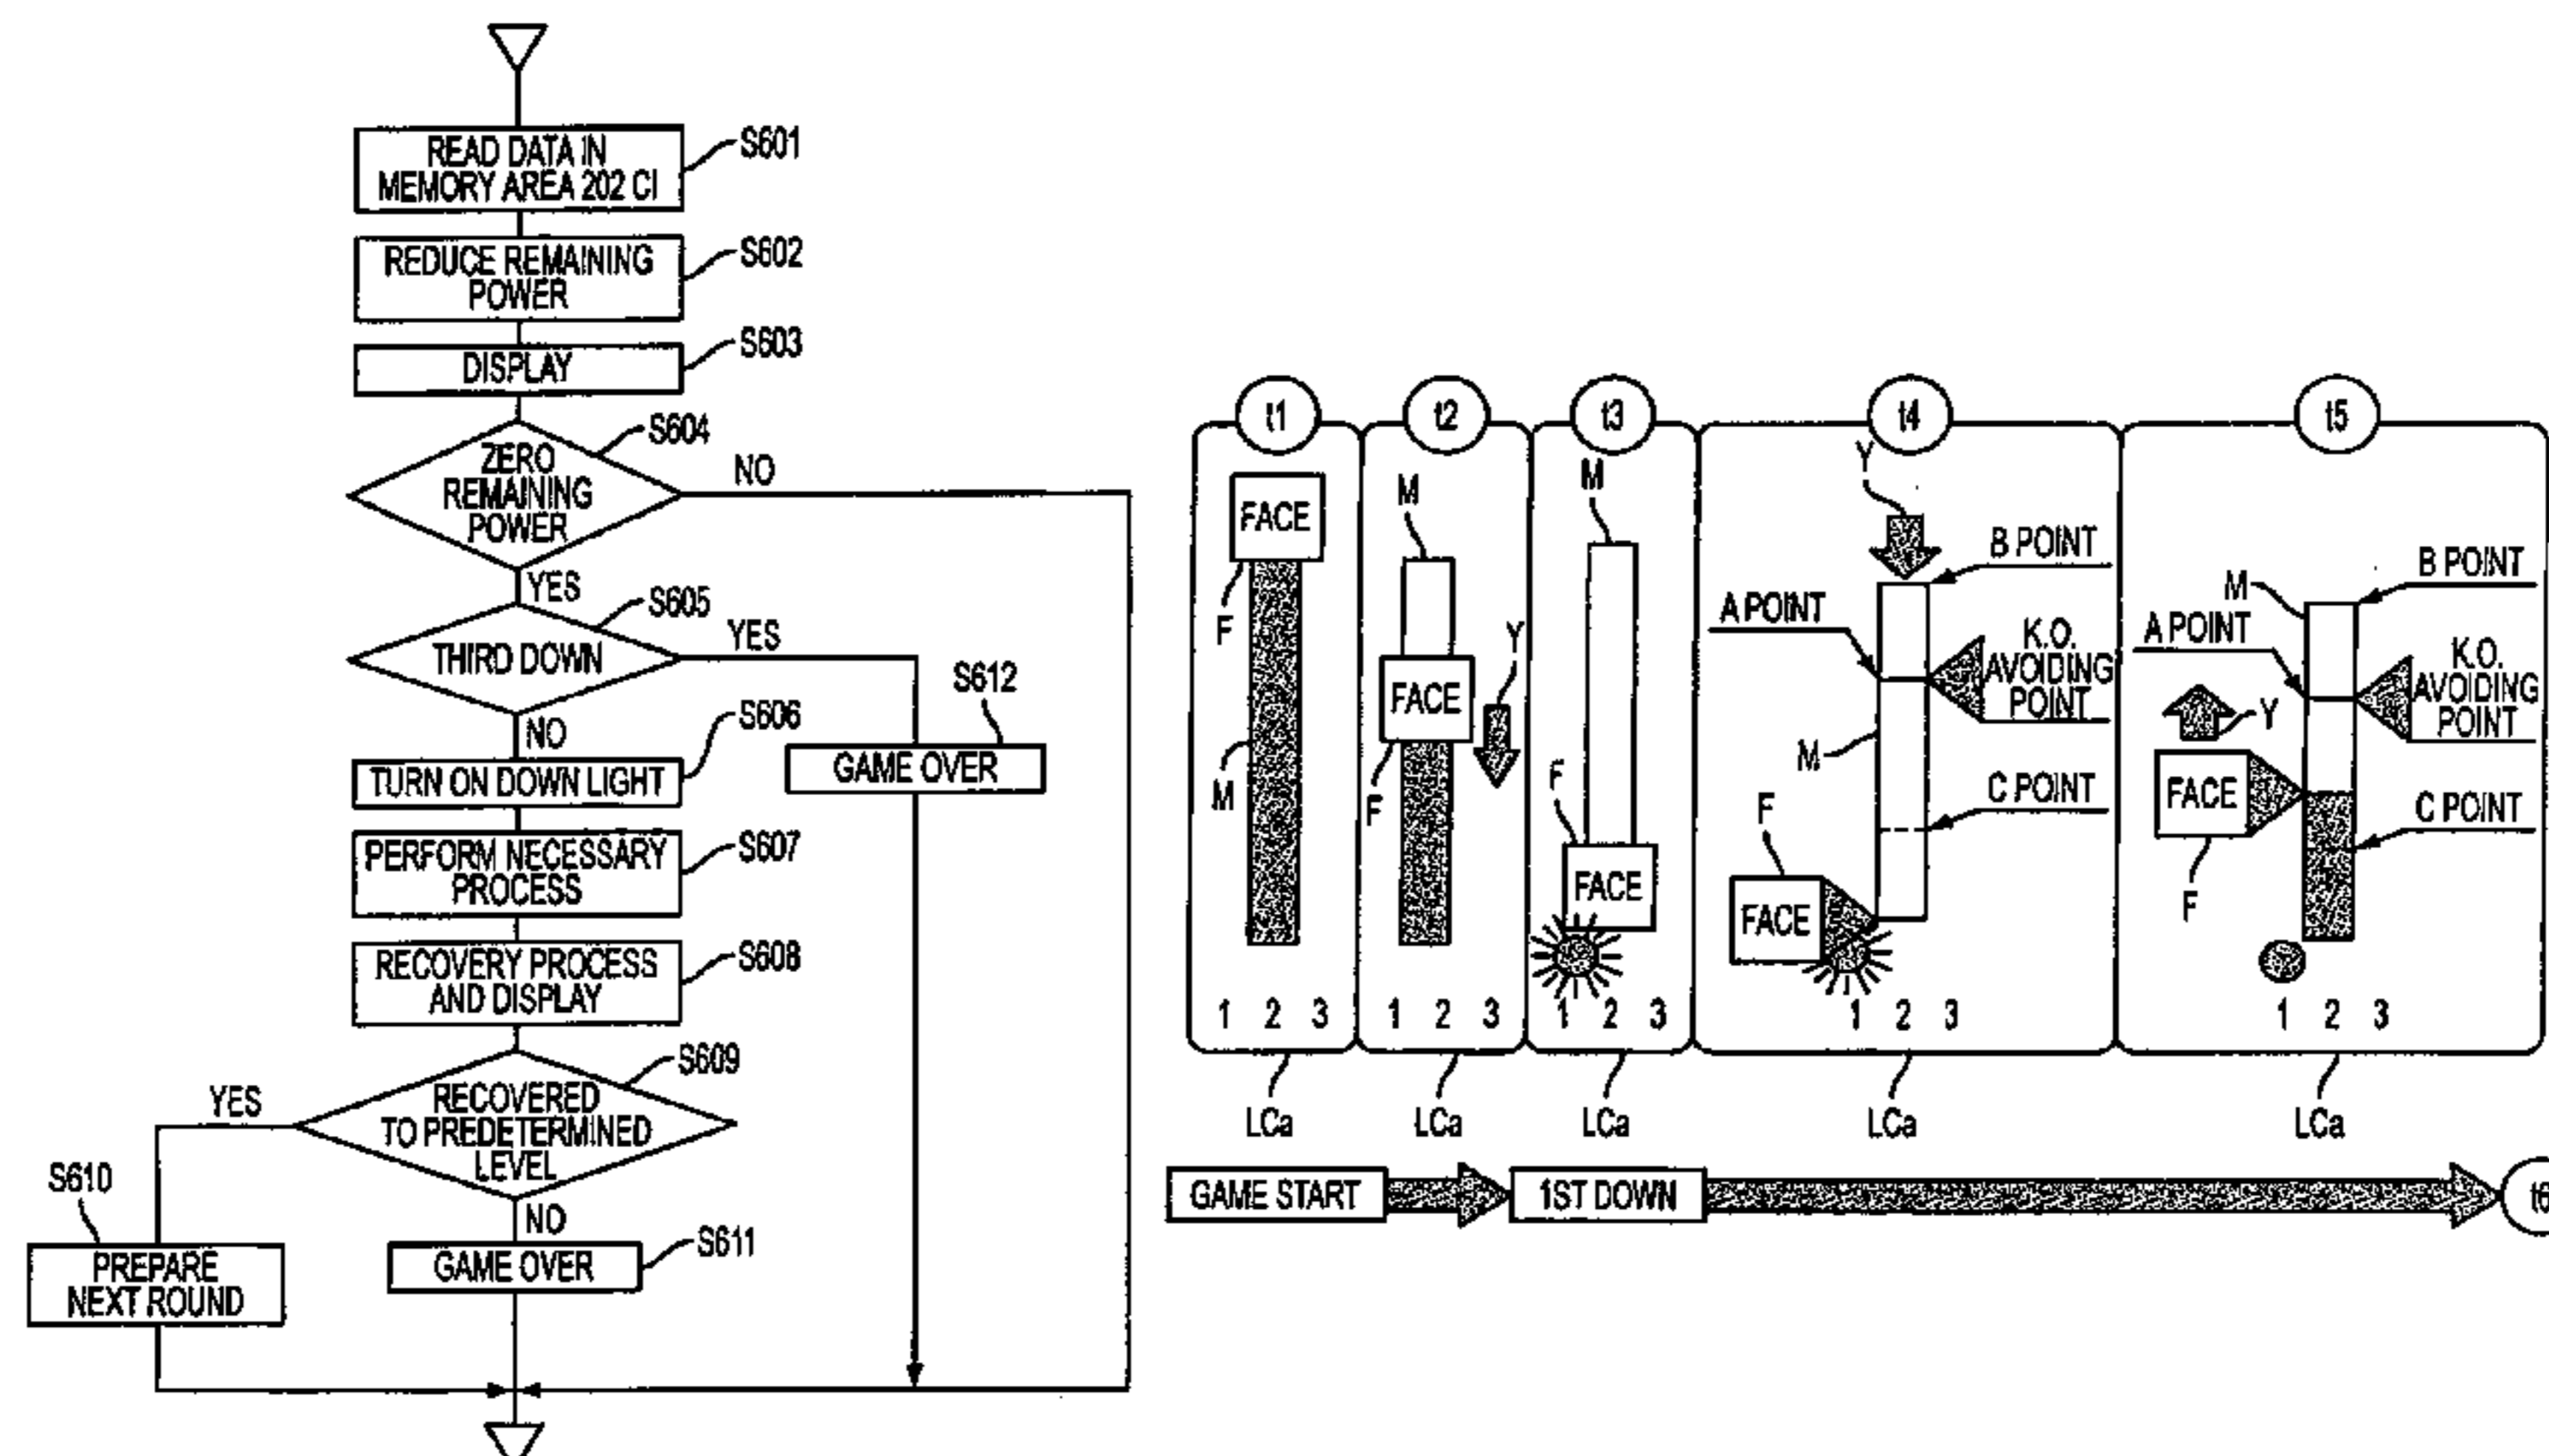 READ DATA IN
MEMORY AREA 202 CI
S601
REDUCE REMAINING
POWER
S602
DISPLAY
S603
ZERO
REMAINING
POWER
S604
NO
YES
THIRD DOWN
S605
YES
NO
TURN ON DOWN LIGHT
S606
GAME OVER
S612
PERFORM NECESSARY
PROCESS
S607
RECOVERY PROCESS
AND DISPLAY
S608
RECOVERED
TO PREDETERMINED
LEVEL
S609
YES
NO
S610
PREPARE
NEXT ROUND
GAME OVER
S611
t1
FACE
F
M
1 2 3
LCa
t2
M
FACE
Y
F
1 2 3
LCa
t3
M
F
FACE
1 2 3
LCa
t4
Y
B POINT
A POINT
K.O.
AVOIDING
POINT
M
C POINT
F
FACE
1 2 3
LCa
t5
B POINT
M
A POINT
K.O.
AVOIDING
POINT
Y
FACE
C POINT
F
1 2 3
LCa
GAME START
1ST DOWN
t6